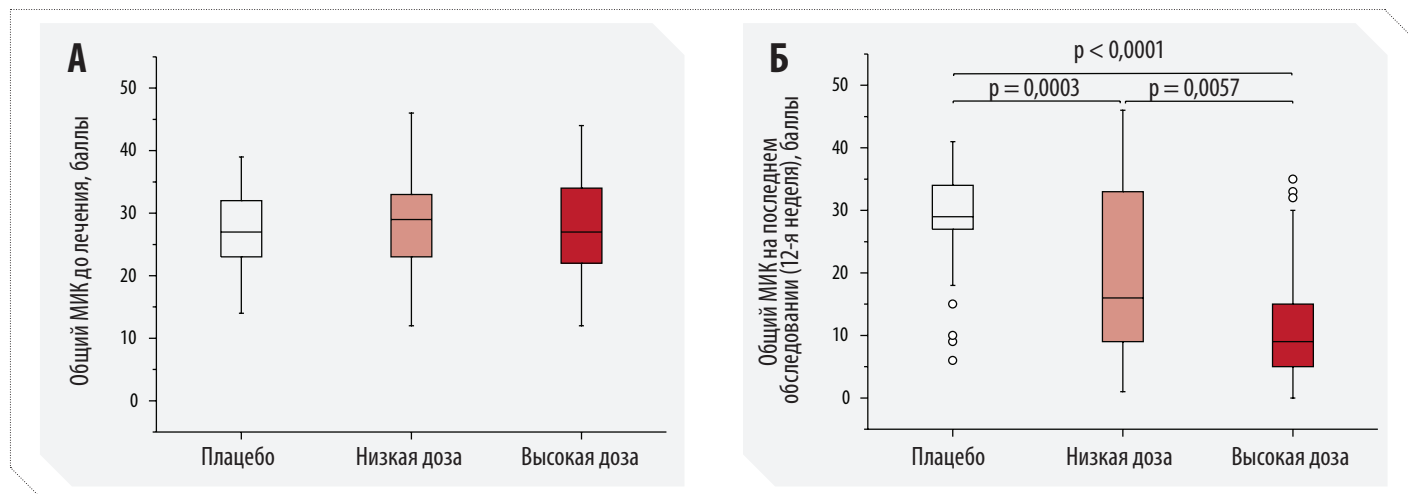 А
Общий МИК до лечения, баллы
50
40
30
20
10
0
Плацебо
Низкая доза
Высокая доза
Б
Общий МИК на последнем
обследовании (12-я неделя), баллы
50
40
30
20
10
0
p < 0,0001
p = 0,0003
p = 0,0057
Плацебо
Низкая доза
Высокая доза